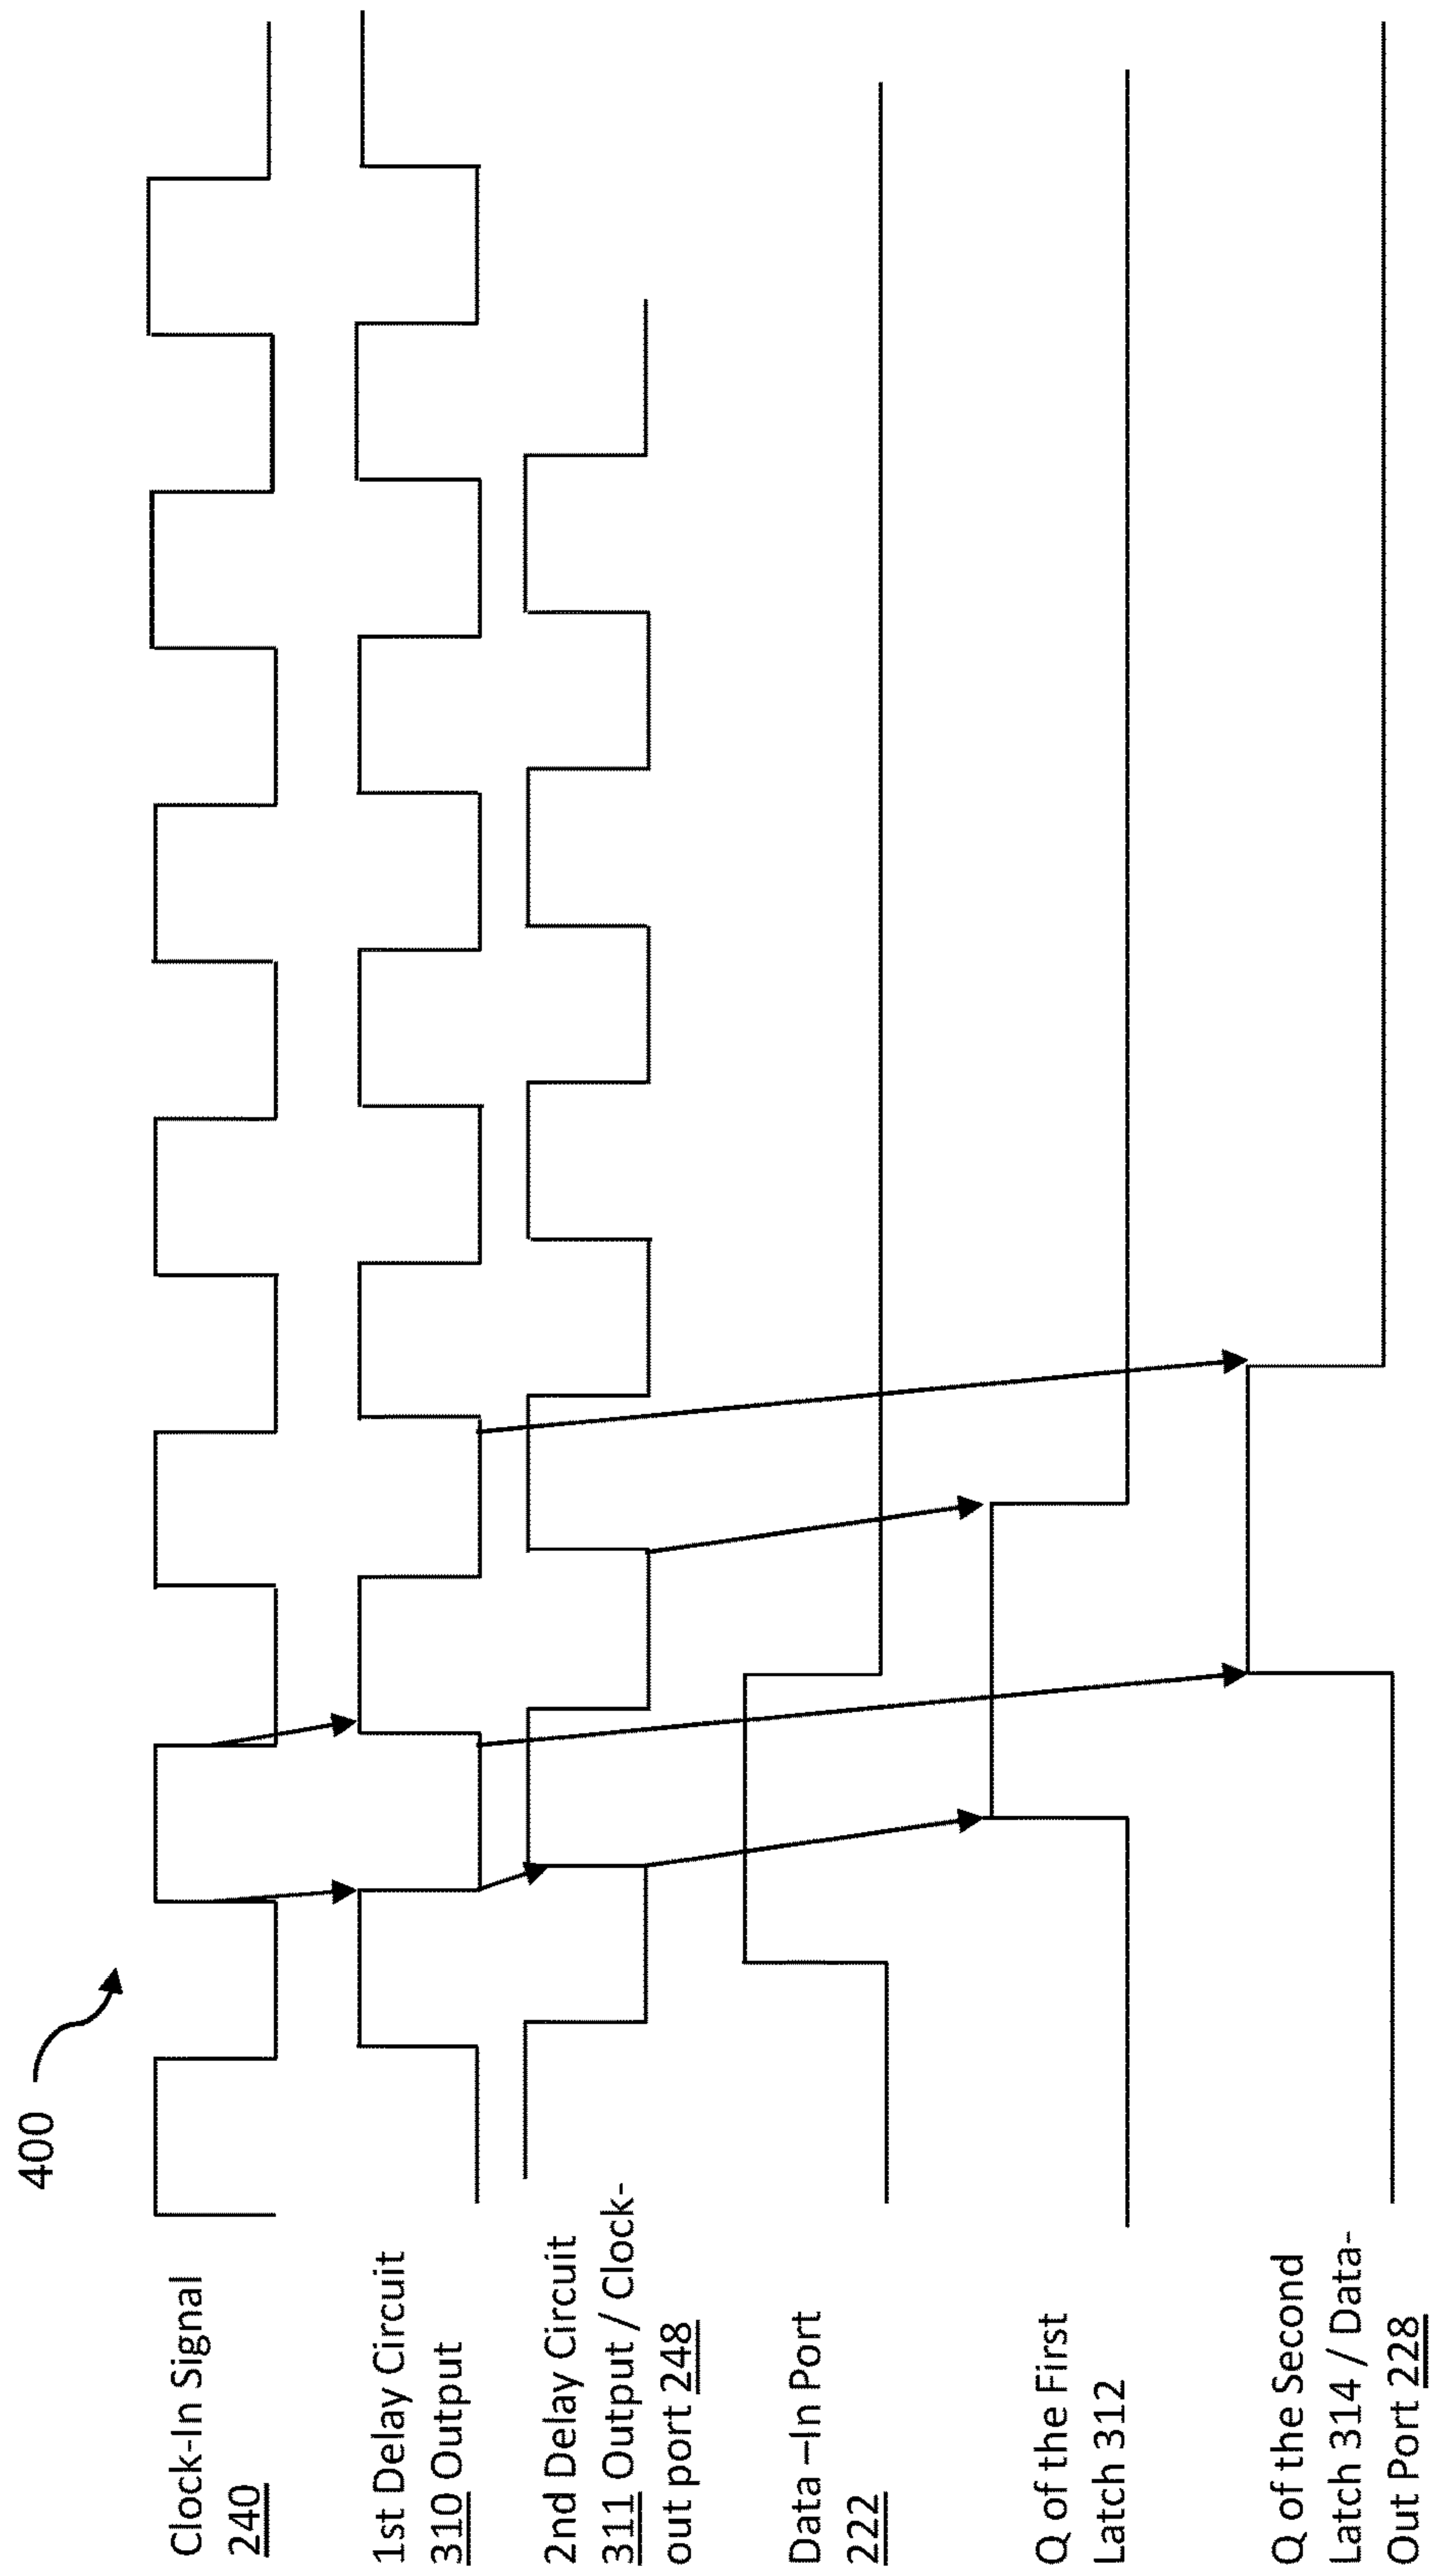 400
Clock-In Signal
240
1st Delay Circuit
310 Output
2nd Delay Circuit
311 Output / Clock-
out port 248
Data –In Port
222
Q of the First
Latch 312
Q of the Second
Latch 314 / Data-
Out Port 228